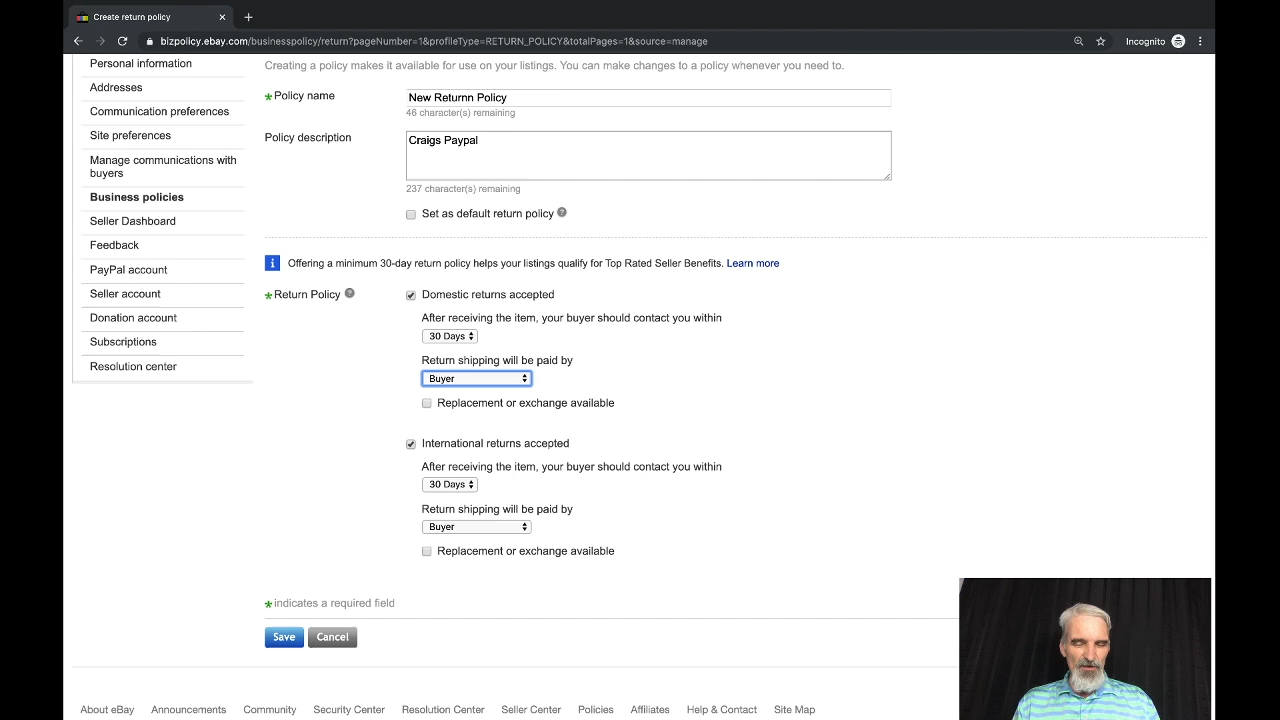 Create return policy
bizpolicy.ebay.com/businesspolicy/return?pageNumber=1&profileType=RETURN_POLICY&totalPages=1&source=manage
Incognito
Personal information
Addresses
Communication preferences
Site preferences
Manage communications with
buyers
Business policies
Seller Dashboard
Feedback
PayPal account
Seller account
Donation account
Subscriptions
Resolution center
Creating a policy makes it available for use on your listings. You can make changes to a policy whenever you need to.
Policy name
New Returnn Policy
46 character(s) remaining
Policy description
Craigs Paypal
237 character(s) remaining
Set as default return policy
Offering a minimum 30-day return policy helps your listings qualify for Top Rated Seller Benefits. Learn more
Return Policy
Domestic returns accepted
After receiving the item, your buyer should contact you within
30 Days
Return shipping will be paid by
Buyer
Replacement or exchange available
International returns accepted
After receiving the item, your buyer should contact you within
30 Days
Return shipping will be paid by
Buyer
Replacement or exchange available
indicates a required field
Save Cancel
About eBay Announcements Community Security Center Resolution Center Seller Center Policies Affiliates Help & Contact Site Map